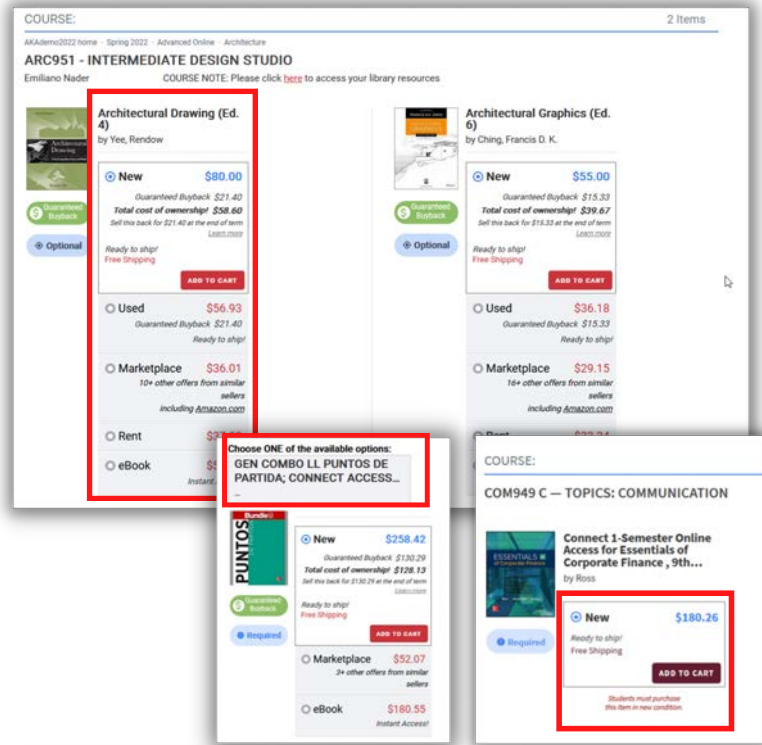 COURSE:
2 Items
AKAdemo2022 home - Spring 2022 - Advanced Online - Architecture
ARC951 - INTERMEDIATE DESIGN STUDIO
Emiliano Nader
COURSE NOTE: Please click here to access your library resources
Architectural Drawing
Architectural Drawing (Ed. 4)
by Yee, Rendow
Guaranteed Buyback
Optional
New $80.00
Guaranteed Buyback $21.40
Total cost of ownership! $58.60
Sell this back for $21.40 at the end of term
Learn more
Ready to ship!
Free Shipping
ADD TO CART
Used $56.93
Guaranteed Buyback $21.40
Ready to ship!
Marketplace $36.01
10+ other offers from similar
sellers
including Amazon.com
Rent
eBook
Architectural Graphics (Ed.
6)
by Ching, Francis D. K.
Guaranteed Buyback
Optional
New $55.00
Guaranteed Buyback $15.33
Total cost of ownership! $39.67
Sell this back for $15.33 at the end of term
Learn more
Ready to ship!
Free Shipping
ADD TO CART
Used $36.18
Guaranteed Buyback $15.33
Ready to ship!
Marketplace $29.15
16+ other offers from similar
sellers
including Amazon.com
Choose ONE of the available options:
GEN COMBO LL PUNTOS DE
PARTIDA; CONNECT ACCESS...
Bundle
PUNTOS
Guaranteed
Buyback
Required
New $258.42
Guaranteed Buyback $130.29
Total cost of ownership! $128.13
Sell this back for $130.29 at the end of term
Learn more
Ready to ship!
Free Shipping
ADD TO CART
Marketplace $52.07
3+ other offers from similar
sellers
eBook $180.55
Instant Access!
COURSE:
COM949 C — TOPICS: COMMUNICATION
ESSENTIALS
of Corporate Finance
Connect 1-Semester Online
Access for Essentials of
Corporate Finance , 9th...
by Ross
Required
New $180.26
Ready to ship!
Free Shipping
ADD TO CART
Students must purchase
this item in new condition.